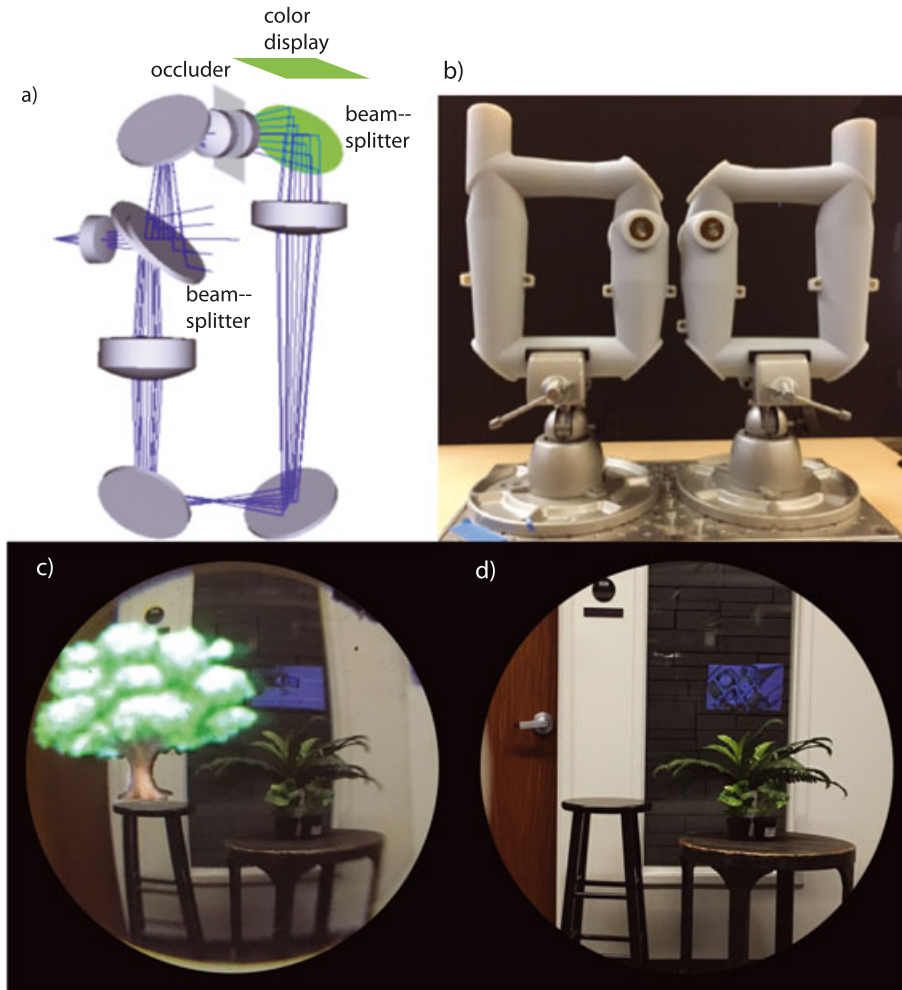 color
display
occluder
b)
a)
beam--
splitter
beam--
splitter
c)
d)